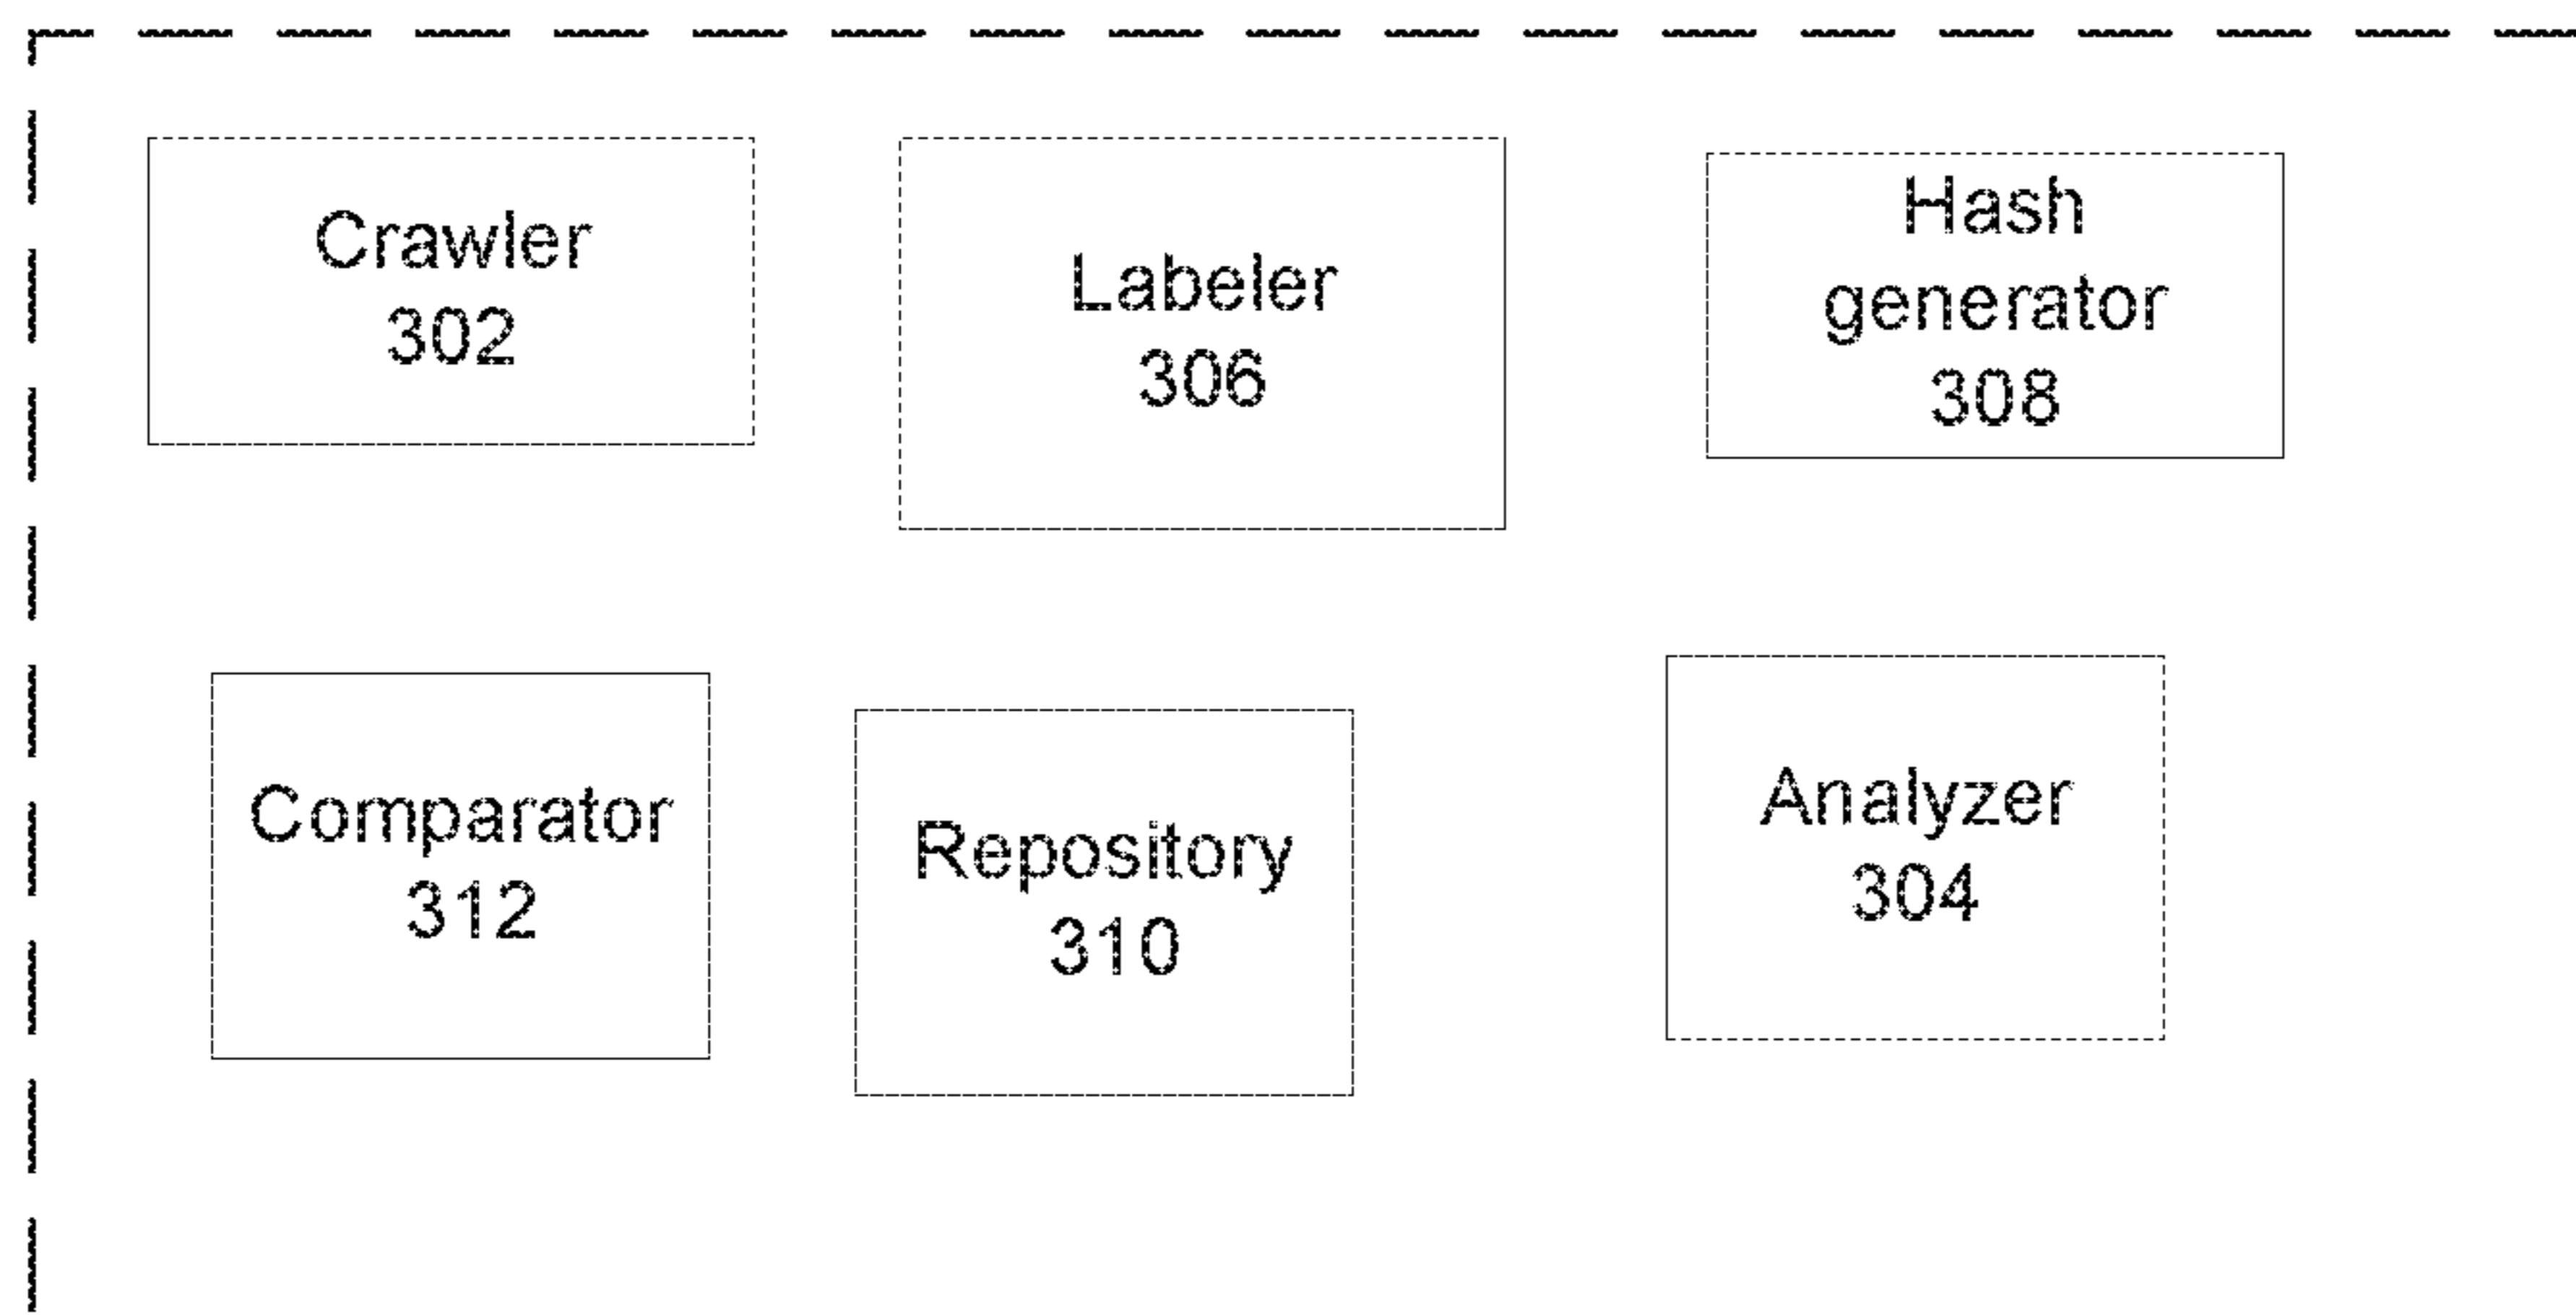 Crawler
302
Labeler
306
Hash
generator
308
Comparator
312
Repository
310
Analyzer
304